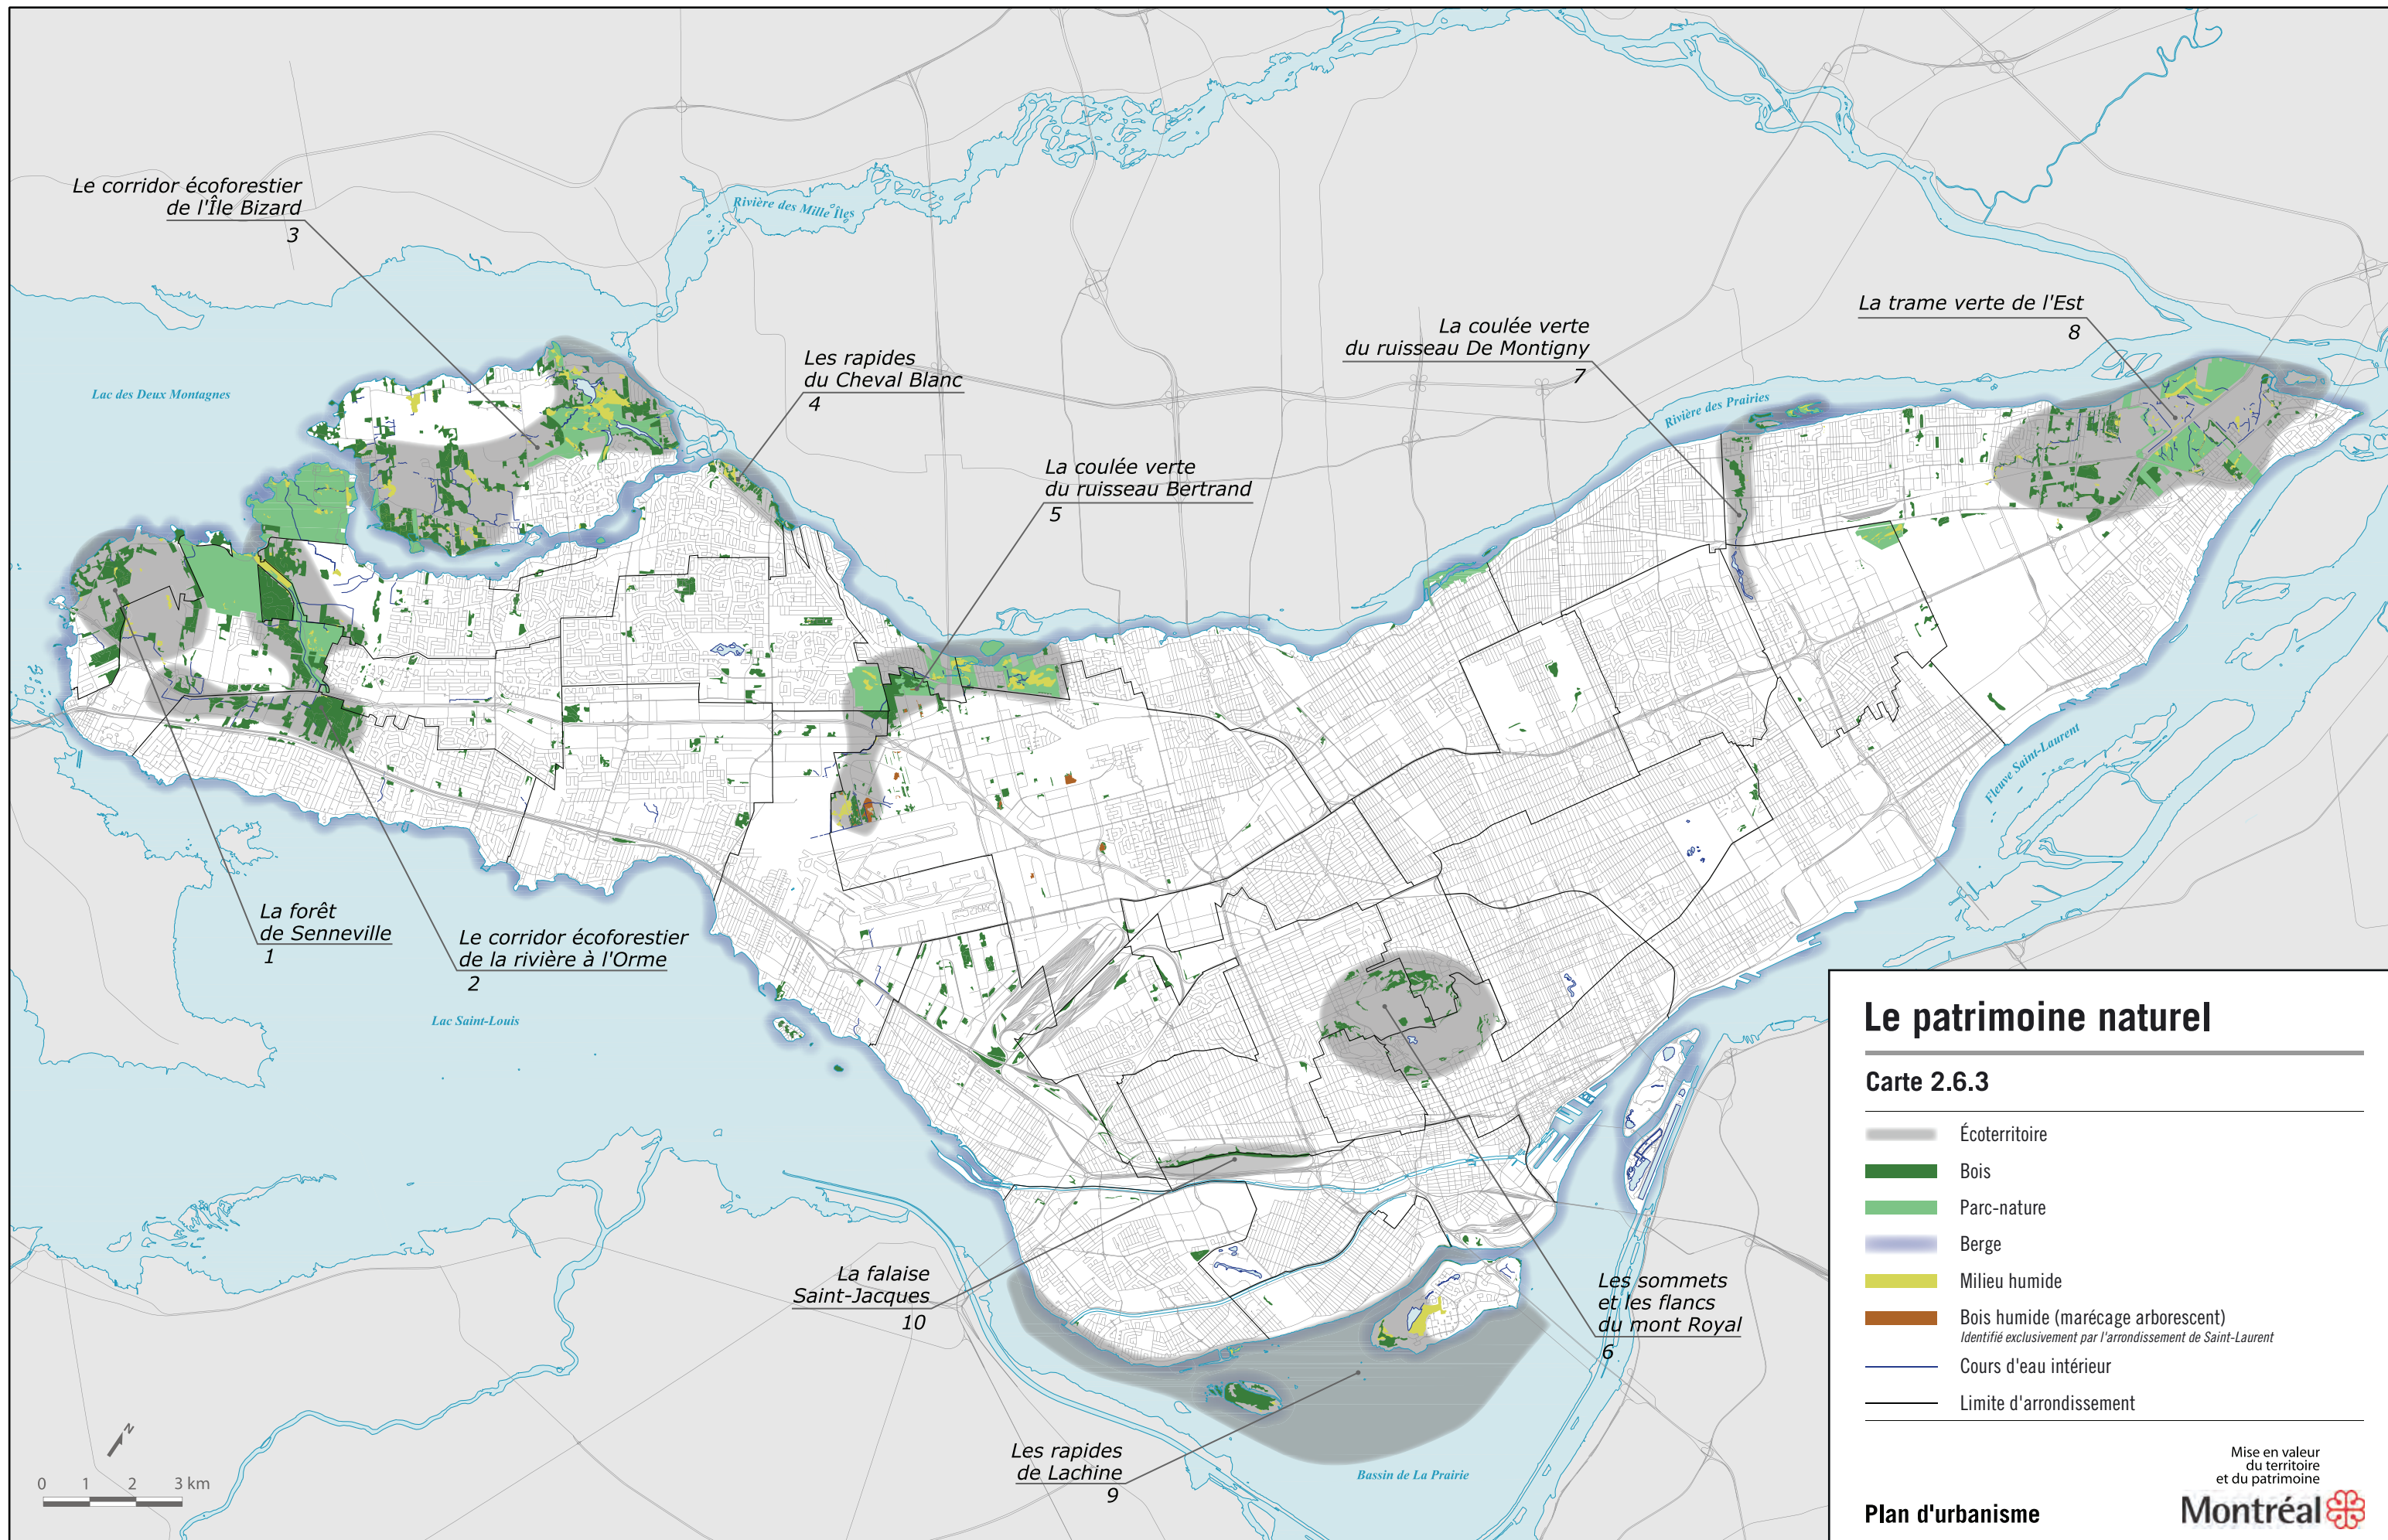 Le corridor écoforestier
de l'Île Bizard
3
Rivière des Mille Îles
La trame verte de l'Est
8
La coulée verte
du ruisseau De Montigny
7
Les rapides
du Cheval Blanc
4
Lac des Deux Montagnes
Rivière des Prairies
La coulée verte
du ruisseau Bertrand
5
Fleuve Saint-Laurent
La forêt
de Senneville
1
Le corridor écoforestier
de la rivière à l'Orme
2
Lac Saint-Louis
La falaise
Saint-Jacques
10
Les sommets
et les flancs
du mont Royal
6
Les rapides
de Lachine
9
Bassin de La Prairie
N
0 1 2 3 km
Le patrimoine naturel
Carte 2.6.3
Écoterritoire
Bois
Parc-nature
Berge
Milieu humide
Bois humide (marécage arborescent)
Identifié exclusivement par l'arrondissement de Saint-Laurent
Cours d'eau intérieur
Limite d'arrondissement
Mise en valeur
du territoire
et du patrimoine
Plan d'urbanisme
Montréal